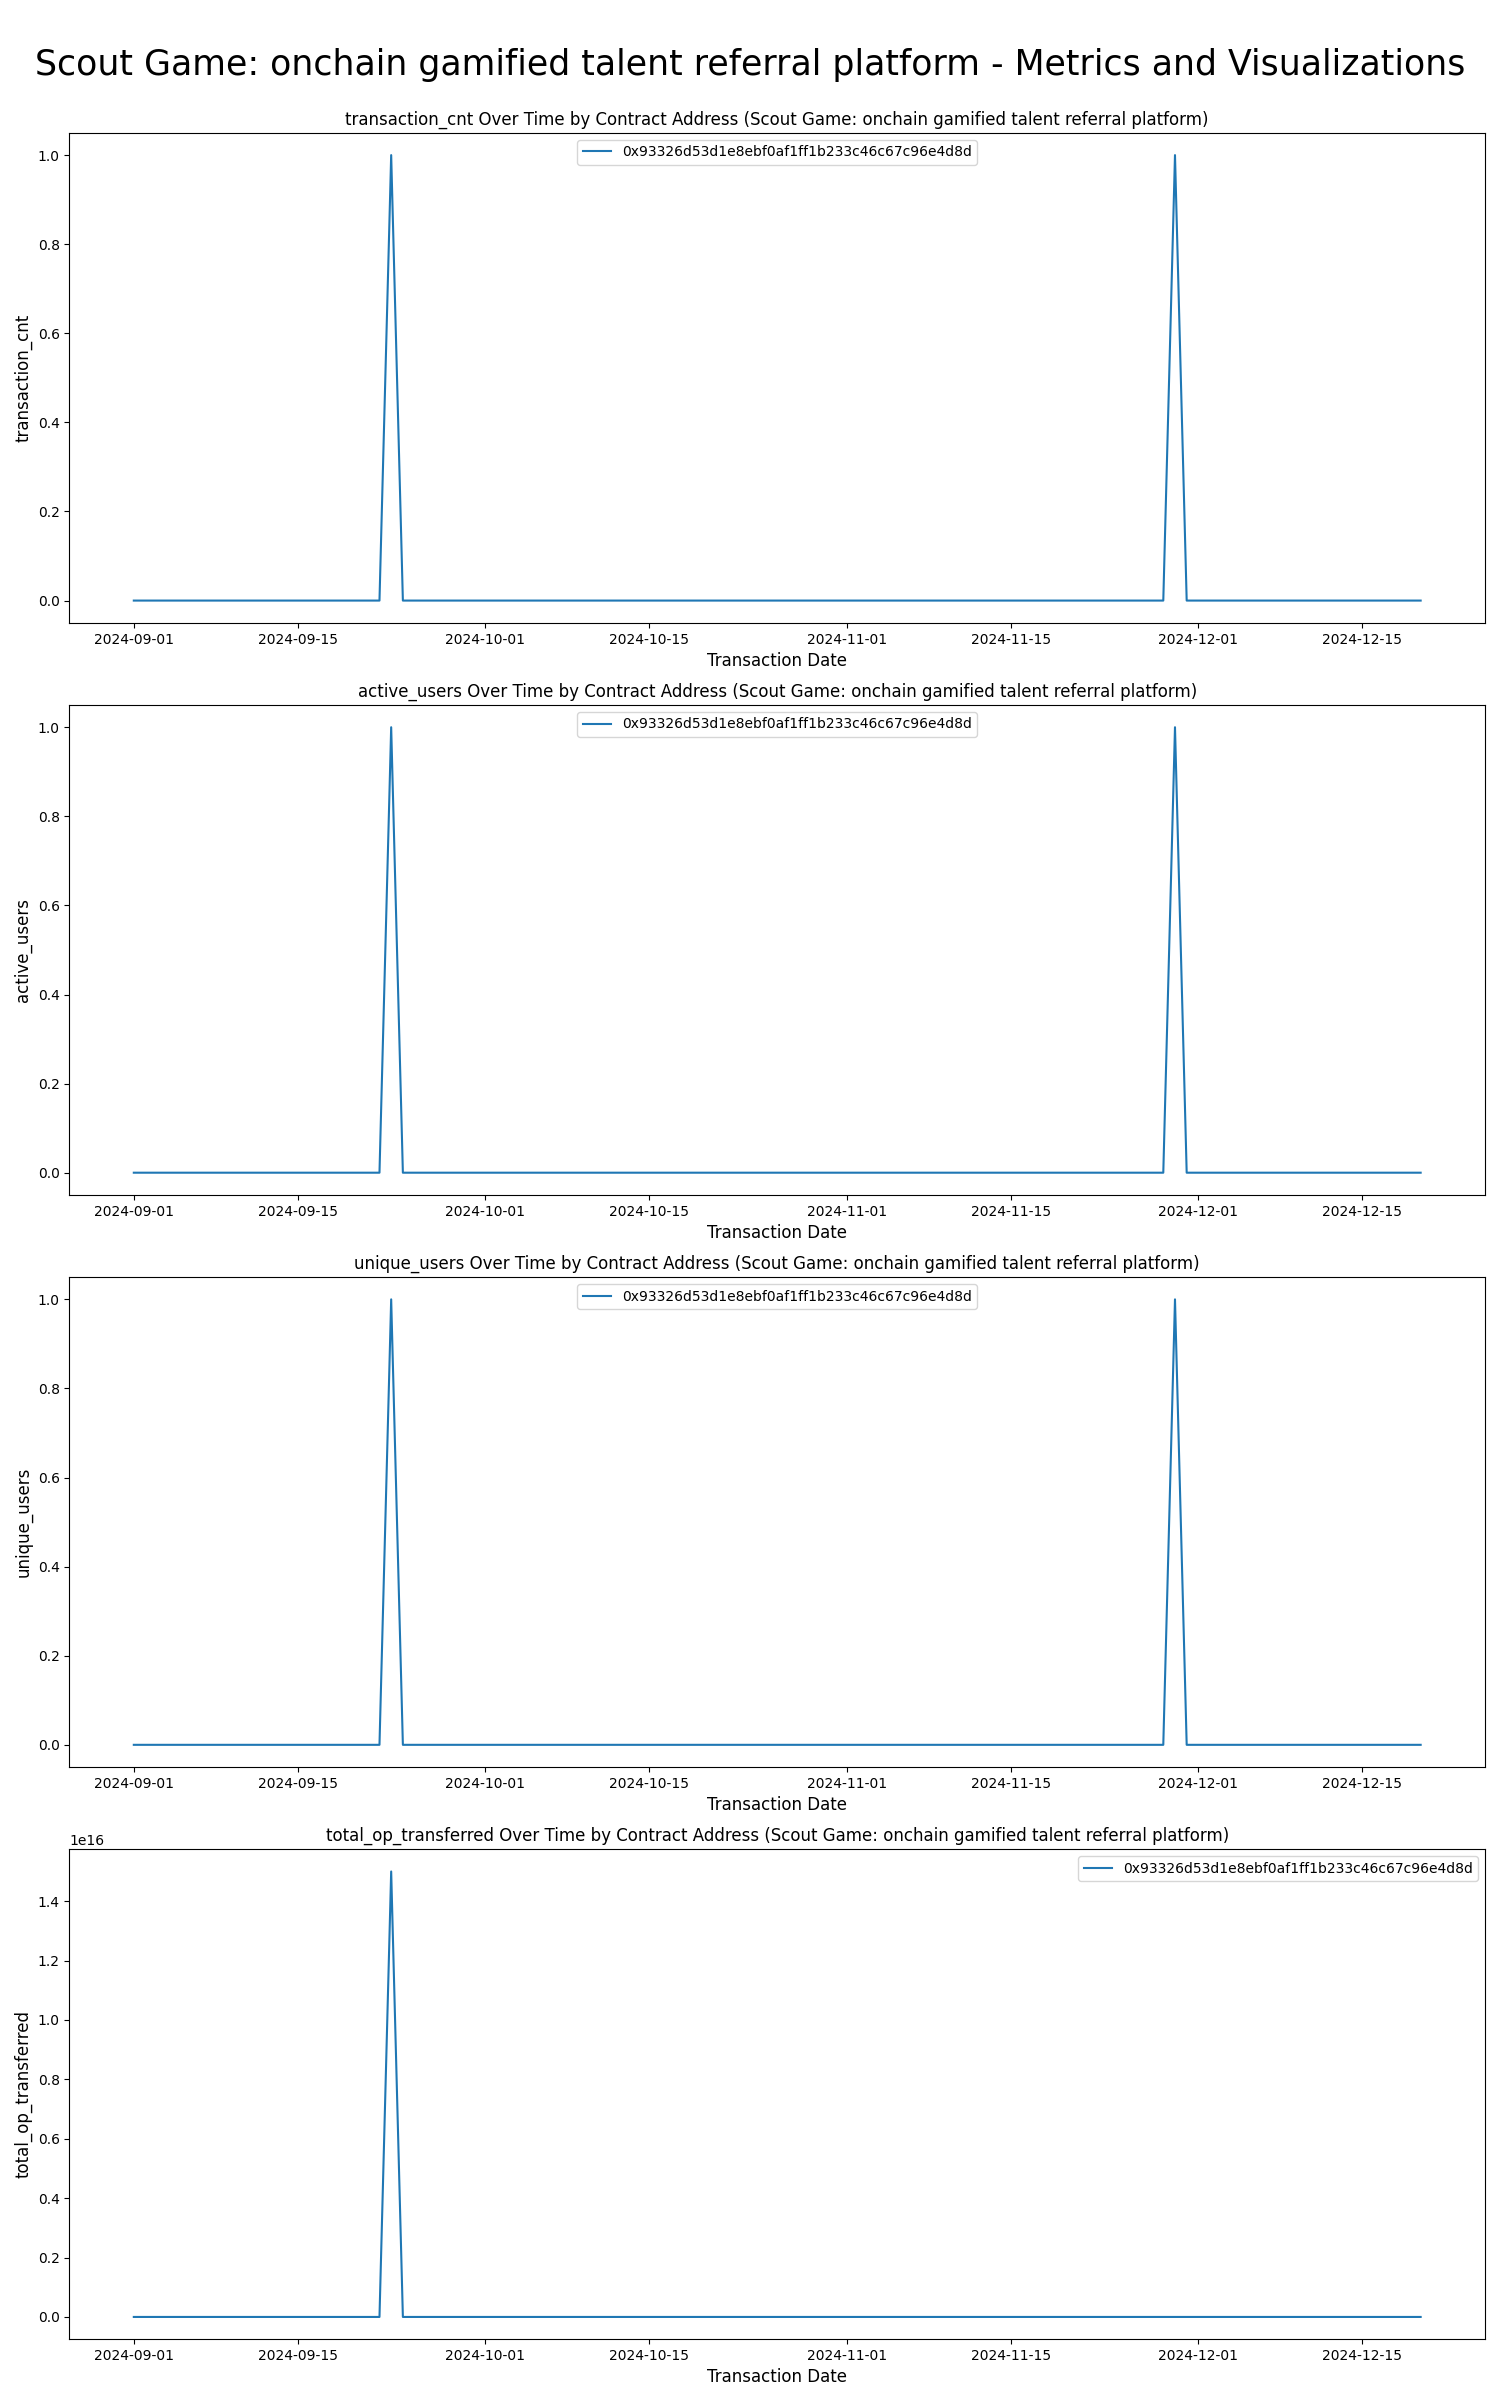 Scout Game: onchain gamified talent referral platform - Metrics and Visualizations
transaction_cnt Over Time by Contract Address (Scout Game: onchain gamified talent referral platform)
0x93326d53d1e8ebf0af1ff1b233c46c67c96e4d8d
1.0
0.8
0.6
0.4
0.2
0.0
transaction_cnt
2024-09-01 2024-09-15 2024-10-01 2024-10-15 2024-11-01 2024-11-15 2024-12-01 2024-12-15
Transaction Date
active_users Over Time by Contract Address (Scout Game: onchain gamified talent referral platform)
0x93326d53d1e8ebf0af1ff1b233c46c67c96e4d8d
1.0
0.8
0.6
0.4
0.2
0.0
active_users
2024-09-01 2024-09-15 2024-10-01 2024-10-15 2024-11-01 2024-11-15 2024-12-01 2024-12-15
Transaction Date
unique_users Over Time by Contract Address (Scout Game: onchain gamified talent referral platform)
0x93326d53d1e8ebf0af1ff1b233c46c67c96e4d8d
1.0
0.8
0.6
0.4
0.2
0.0
unique_users
2024-09-01 2024-09-15 2024-10-01 2024-10-15 2024-11-01 2024-11-15 2024-12-01 2024-12-15
Transaction Date
total_op_transferred Over Time by Contract Address (Scout Game: onchain gamified talent referral platform)
1e16
0x93326d53d1e8ebf0af1ff1b233c46c67c96e4d8d
1.4
1.2
1.0
0.8
0.6
0.4
0.2
0.0
total_op_transferred
2024-09-01 2024-09-15 2024-10-01 2024-10-15 2024-11-01 2024-11-15 2024-12-01 2024-12-15
Transaction Date